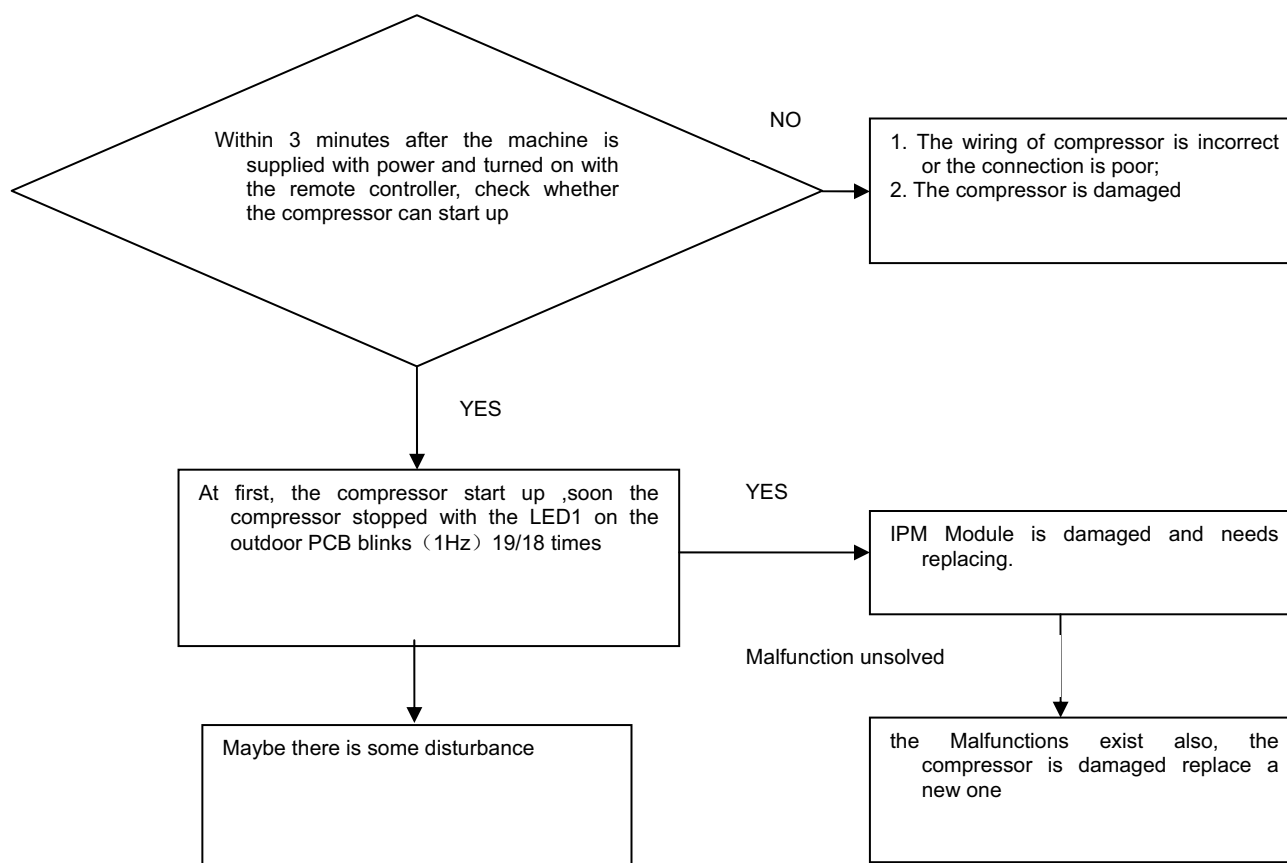 NO
Within 3 minutes after the machine is
supplied with power and turned on with
the remote controller, check whether
the compressor can start up
1. The wiring of compressor is incorrect
or the connection is poor;
2. The compressor is damaged
YES
At first, the compressor start up ,soon the
compressor stopped with the LED1 on the
outdoor PCB blinks（1Hz）19/18 times
YES
IPM Module is damaged and needs
replacing.
Malfunction unsolved
Maybe there is some disturbance
the Malfunctions exist also, the
compressor is damaged replace a
new one